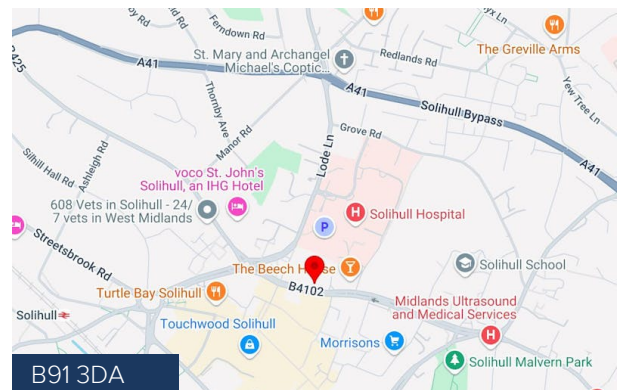 Ferndown Rd
The Greville Arms
nyx Ln
Yew Tree Ln
B425
A41
St. Mary and Archangel
Michael's Coptic...
Redlands Rd
A41
Solihull Bypass
Thornby Ave
Manor Rd
Grove Rd
A41
Ashleigh Rd
Silhill Hall Rd
Lode Ln
voco St. John's
Solihull, an IHG Hotel
608 Vets in Solihull - 24/
7 vets in West Midlands
H
Solihull Hospital
P
Streetsbrook Rd
The Beech House
Solihull School
Turtle Bay Solihull
B4102
Midlands Ultrasound
and Medical Services
Solihull
Touchwood Solihull
Morrisons
H
Solihull Malvern Park
B91 3DA